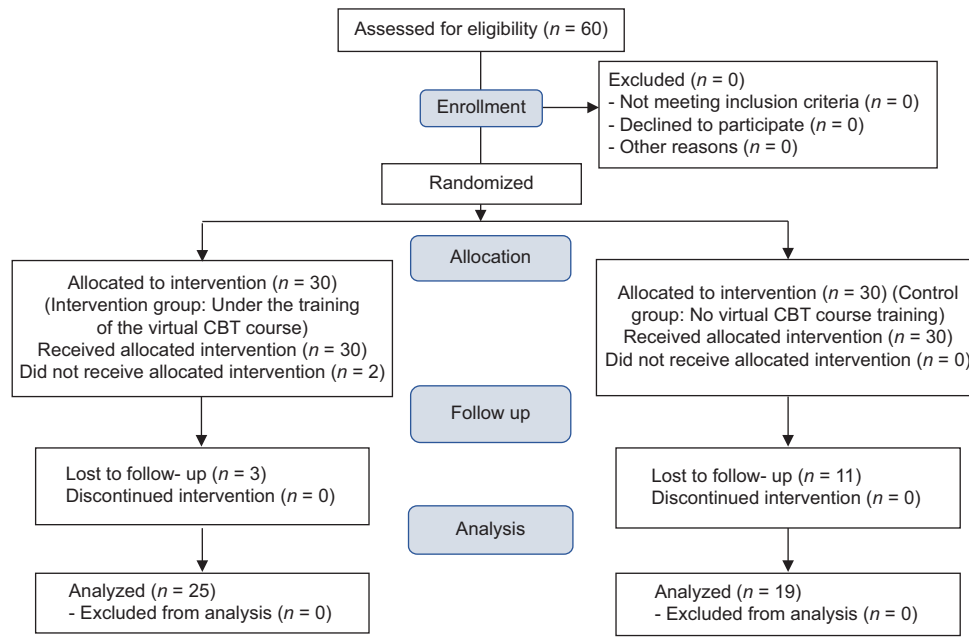 Assessed for eligibility (n = 60)
Enrollment
Excluded (n = 0)
- Not meeting inclusion criteria (n = 0)
- Declined to participate (n = 0)
- Other reasons (n = 0)
Randomized
Allocation
Allocated to intervention (n = 30)
(Intervention group: Under the training
of the virtual CBT course)
Received allocated intervention (n = 30)
Did not receive allocated intervention (n = 2)
Allocated to intervention (n = 30) (Control
group: No virtual CBT course training)
Received allocated intervention (n = 30)
Did not receive allocated intervention (n = 0)
Follow up
Lost to follow- up (n = 3)
Discontinued intervention (n = 0)
Lost to follow-up (n = 11)
Discontinued intervention (n = 0)
Analysis
Analyzed (n = 25)
- Excluded from analysis (n = 0)
Analyzed (n = 19)
- Excluded from analysis (n = 0)